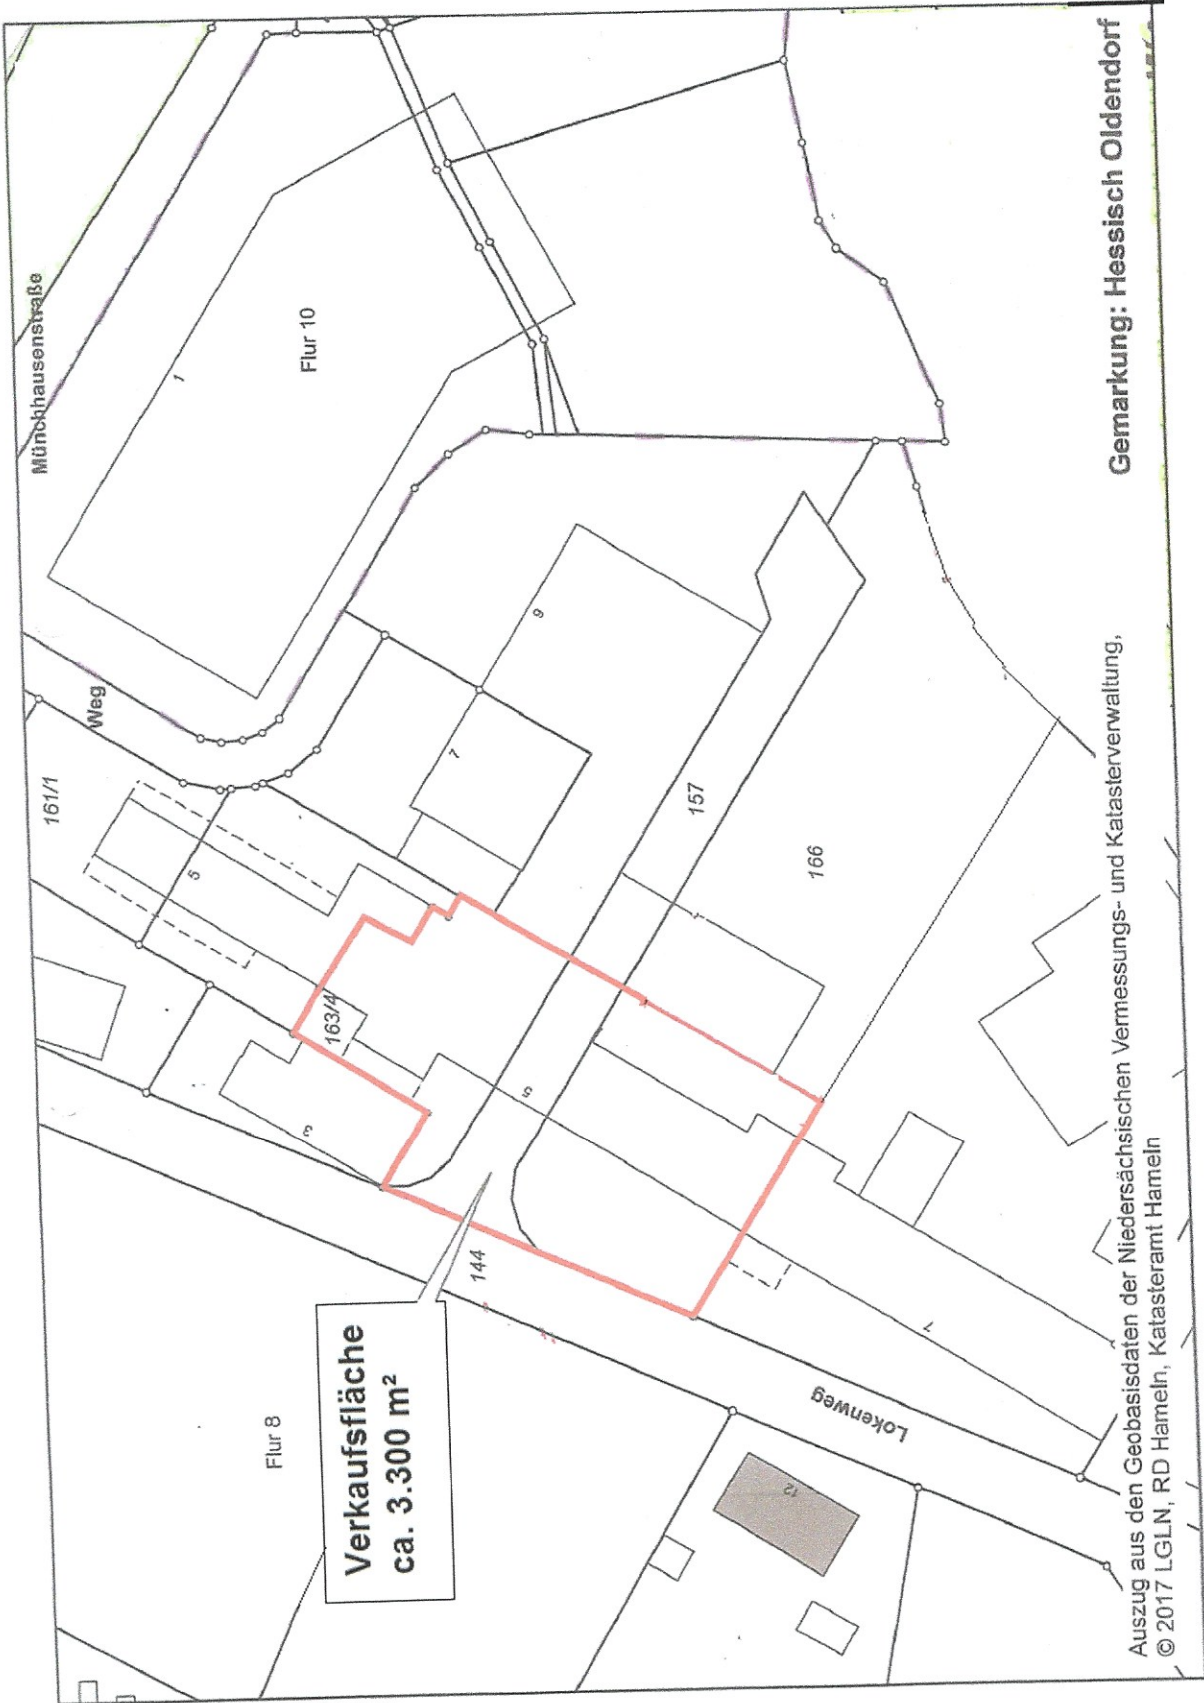 Münchhausenstraße
1
Flur 10
Weg
161/1
5
9
7
163/4
3
5
157
166
144
Flur 8
Verkaufsfläche
ca. 3.300 m²
Lokenweg
7
12
Gemarkung: Hessisch Oldendorf
Auszug aus den Geobasisdaten der Niedersächsischen Vermessungs- und Katasterverwaltung,
© 2017 LGLN, RD Hameln, Katasteramt Hameln